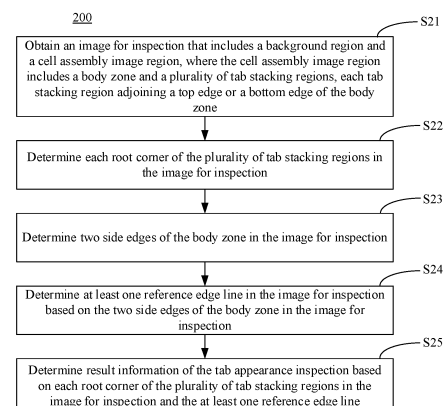 200
S21
Obtain an image for inspection that includes a background region and
a cell assembly image region, where the cell assembly image region
includes a body zone and a plurality of tab stacking regions, each tab
stacking region adjoining a top edge or a bottom edge of the body
zone
S22
Determine each root corner of the plurality of tab stacking regions in
the image for inspection
S23
Determine two side edges of the body zone in the image for inspection
S24
Determine at least one reference edge line in the image for inspection
based on the two side edges of the body zone in the image for
inspection
S25
Determine result information of the tab appearance inspection based
on each root corner of the plurality of tab stacking regions in the
image for inspection and the at least one reference edge line